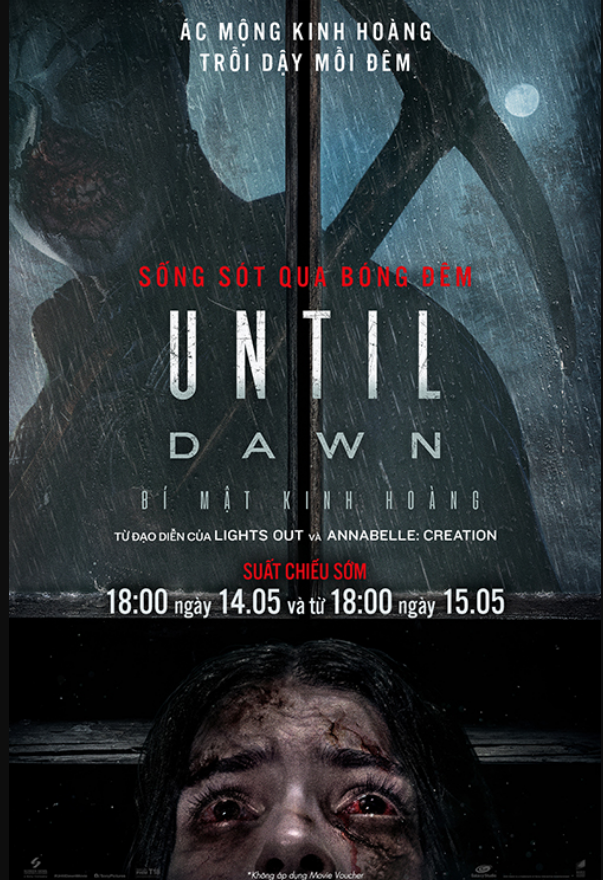 ÁC MỘNG KINH HOÀNG
TRỖI DẬY MỖI ĐÊM
SỐNG SÓT QUA BÓNG ĐÊM
UNTIL
DAWN
BÍ MẬT KINH HOÀNG
TỪ ĐẠO DIỄN CỦA LIGHTS OUT VÀ ANNABELLE: CREATION
SUẤT CHIẾU SỚM
18:00 ngày 14.05 và từ 18:00 ngày 15.05
*Không áp dụng Movie Voucher